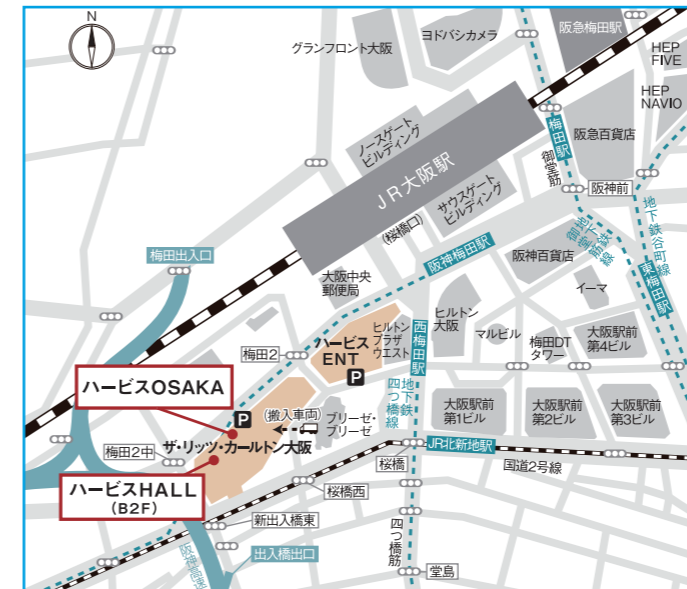 N
グランフロント大阪
ヨドバシカメラ
阪急梅田駅
HEP
FIVE
HEP
NAVIO
ノースゲート
ビルディング
JR大阪駅
サウスゲート
ビルディング
(桜橋口)
梅田駅
御堂筋
阪急百貨店
阪神前
地下鉄谷町線
地下鉄
御堂筋線
東梅田駅
梅田出入口
大阪中央
郵便局
阪神梅田駅
阪神百貨店
イーマ
梅田2
ハービス
ENT
P
ヒルトン
プラザ
ウエスト
西梅田駅
地下鉄
四つ橋線
ヒルトン
大阪
マルビル
梅田DT
タワー
大阪駅前
第4ビル
ハービスOSAKA
P
(搬入車両)
ブリーゼ・
ブリーゼ
大阪駅前
第1ビル
大阪駅前
第2ビル
大阪駅前
第3ビル
ザ・リッツ・カールトン大阪
梅田2中
ハービスHALL
(B2F)
桜橋
JR北新地駅
国道2号線
桜橋西
新出入橋東
出入橋出口
四つ橋筋
堂島